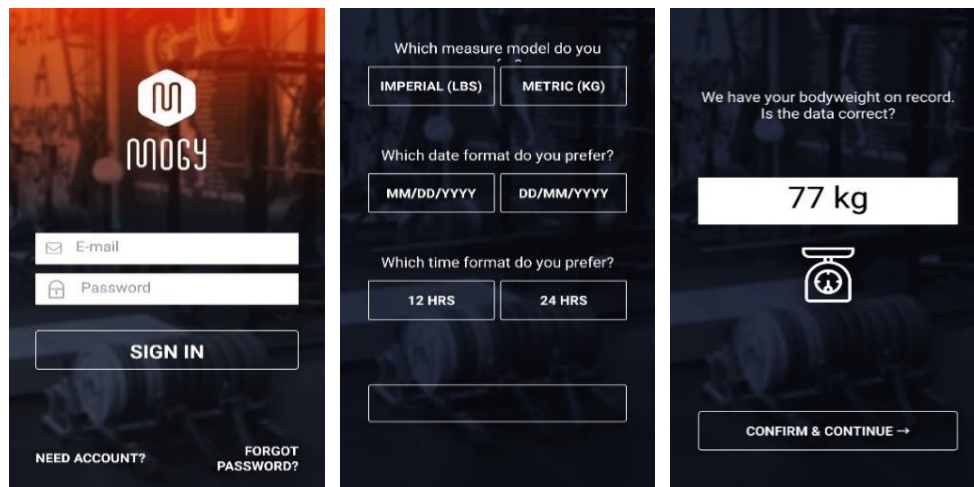 MOGY
E-mail
Password
SIGN IN
NEED ACCOUNT?
FORGOT
PASSWORD?
Which measure model do you
IMPERIAL (LBS)
METRIC (KG)
Which date format do you prefer?
MM/DD/YYYY
DD/MM/YYYY
Which time format do you prefer?
12 HRS
24 HRS
We have your bodyweight on record.
Is the data correct?
77 kg
CONFIRM & CONTINUE →